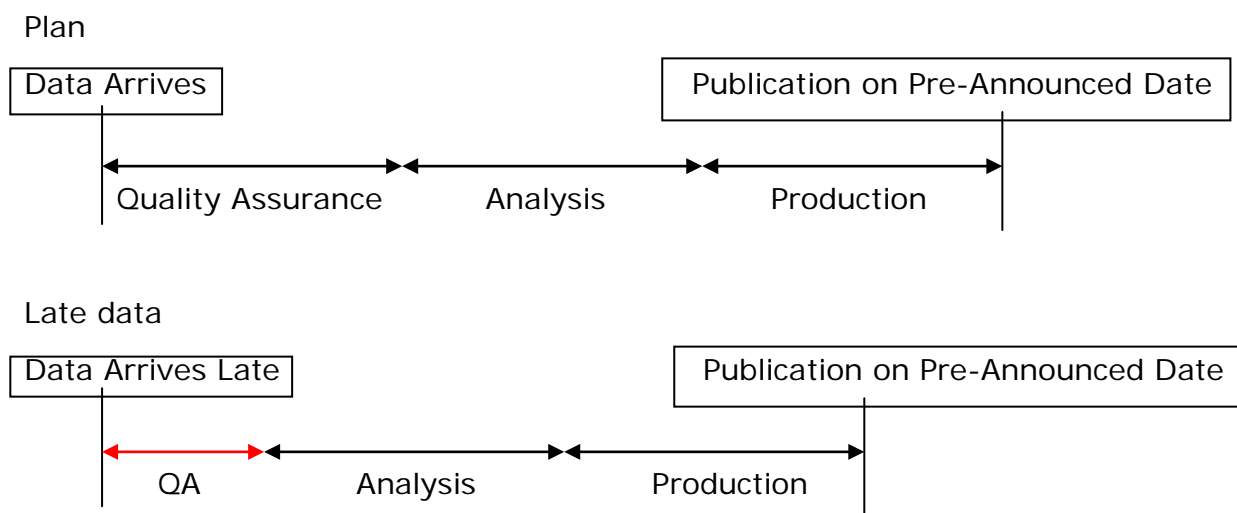 Plan
Data Arrives
Publication on Pre-Announced Date
Quality Assurance
Analysis
Production
Late data
Data Arrives Late
Publication on Pre-Announced Date
QA
Analysis
Production